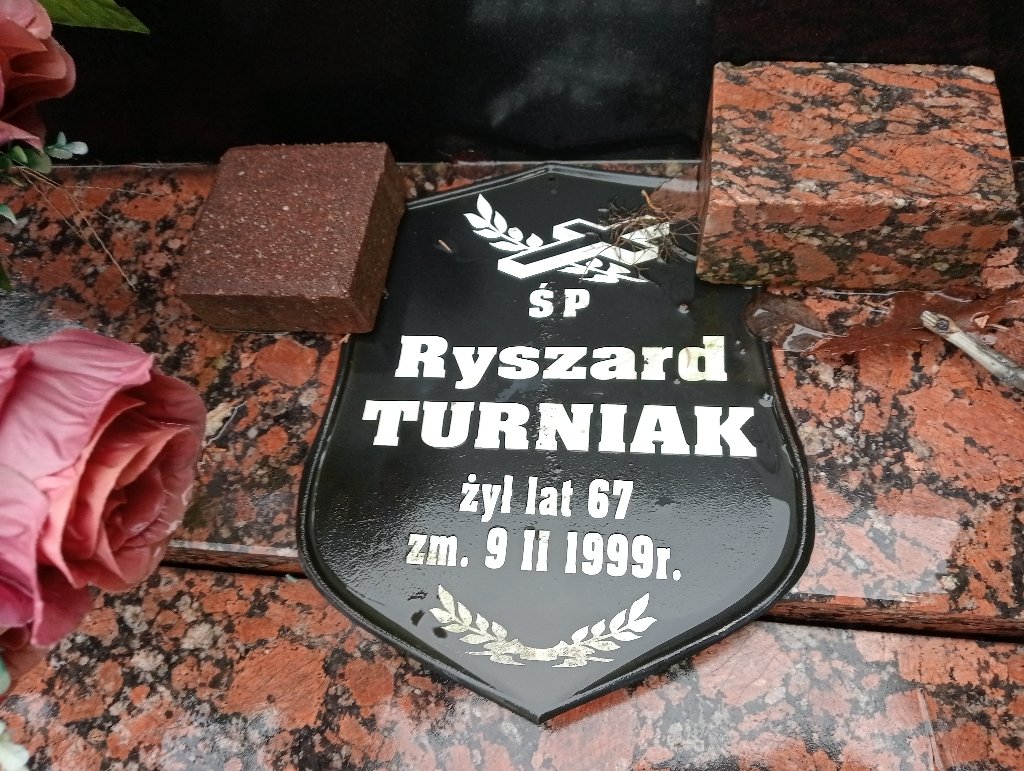 ŚP
Ryszard
TURNIAK
żył lat 67
zm. 9 II 1999r.